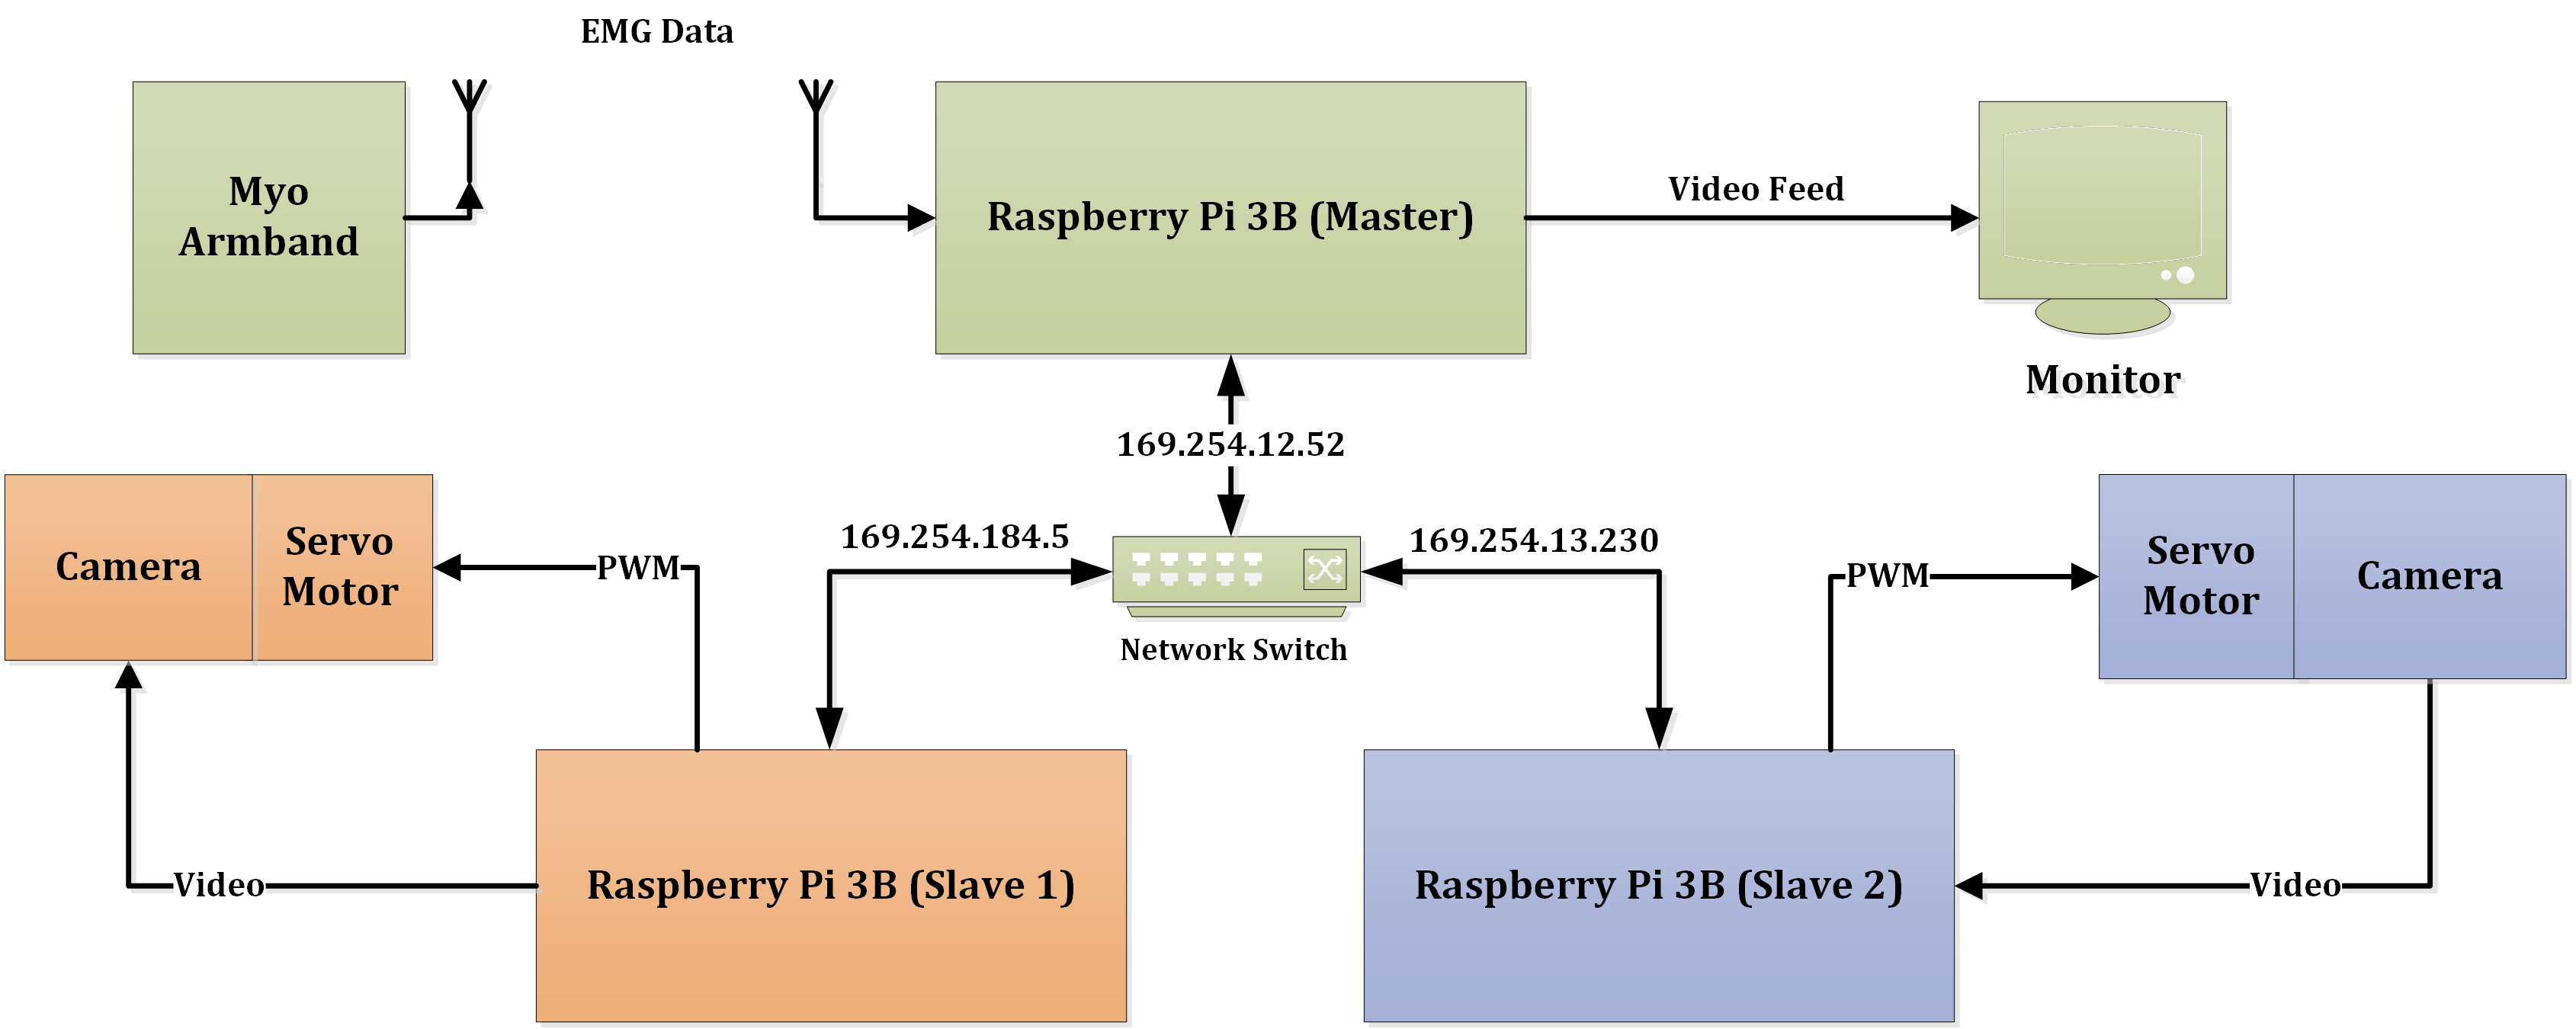 EMG Data
Myo
Armband
Raspberry Pi 3B (Master)
Video Feed
Monitor
169.254.12.52
169.254.184.5
169.254.13.230
Network Switch
Camera
Servo
Motor
PWM
PWM
Servo
Motor
Camera
Video
Raspberry Pi 3B (Slave 1)
Raspberry Pi 3B (Slave 2)
Video